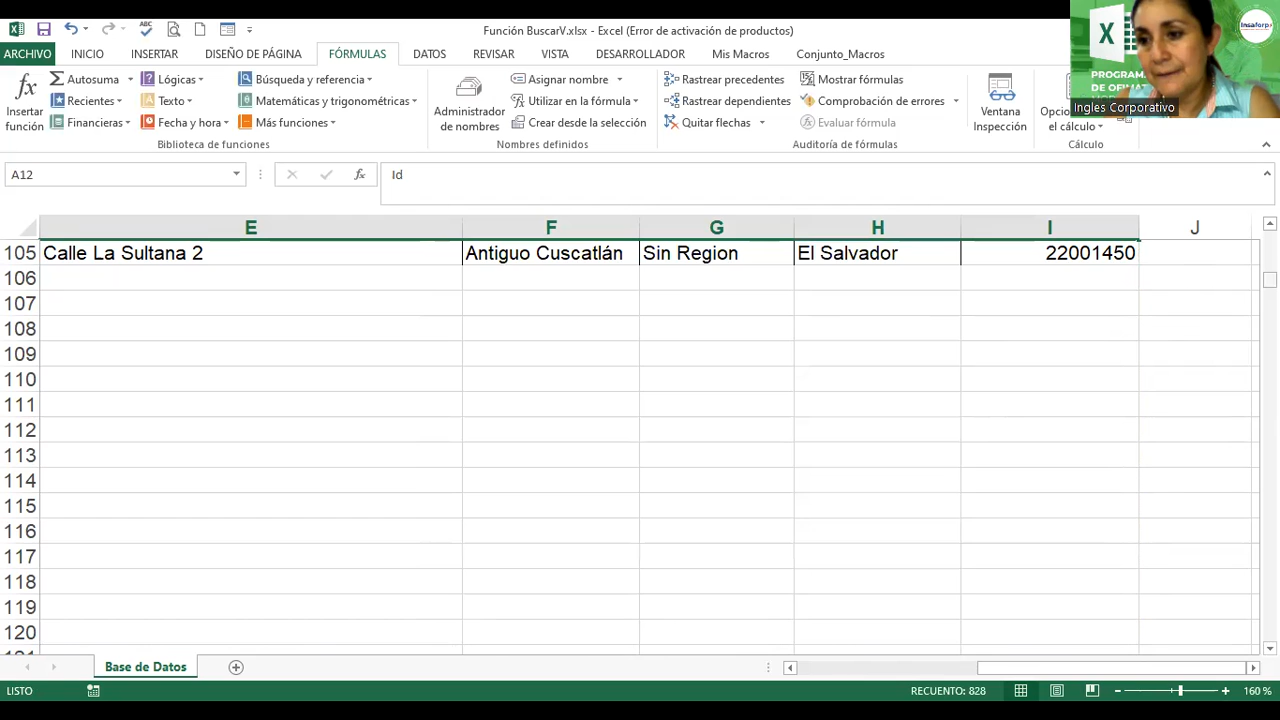 Función BuscarV.xlsx - Excel (Error de activación de productos)
ARCHIVO INICIO INSERTAR DISEÑO DE PÁGINA FÓRMULAS DATOS REVISAR VISTA DESARROLLADOR Mis Macros Conjunto_Macros
Insertar función
Autosuma
Recientes
Financieras
Lógicas
Texto
Fecha y hora
Búsqueda y referencia
Matemáticas y trigonométricas
Más funciones
Biblioteca de funciones
Administrador de nombres
Asignar nombre
Utilizar en la fórmula
Crear desde la selección
Nombres definidos
Rastrear precedentes
Rastrear dependientes
Quitar flechas
Mostrar fórmulas
Comprobación de errores
Evaluar fórmula
Auditoría de fórmulas
Ventana Inspección
el cálculo
Cálculo
X
Insaforp
PROGRAM
DE OFIMAT
Ingles Corporativo
A12 fx Id
E F G H I J
105 Calle La Sultana 2 Antiguo Cuscatlán Sin Region El Salvador 22001450
106
107
108
109
110
111
112
113
114
115
116
117
118
119
120
Base de Datos
LISTO RECUENTO: 828 160 %